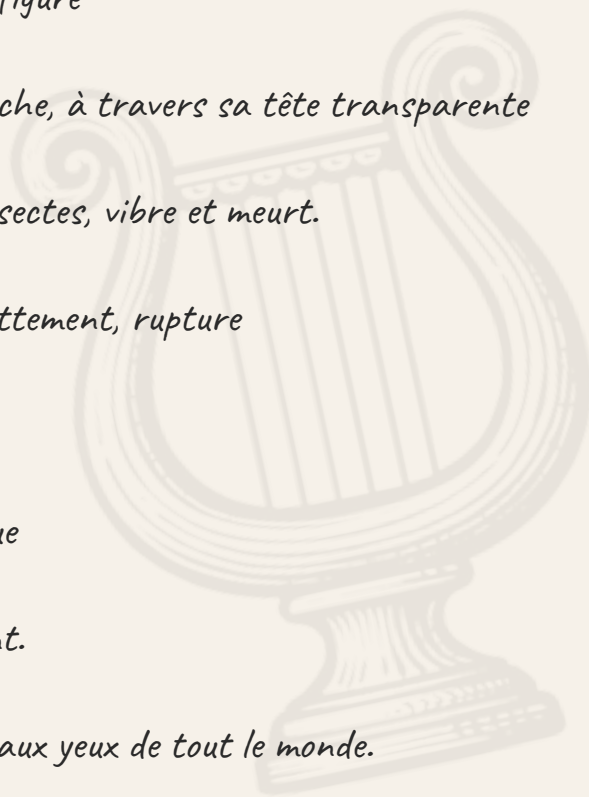 figure
che, à travers sa tête transparente
sectes, vibre et meurt.
ttement, rupture
ue
nt.
aux yeux de tout le monde.